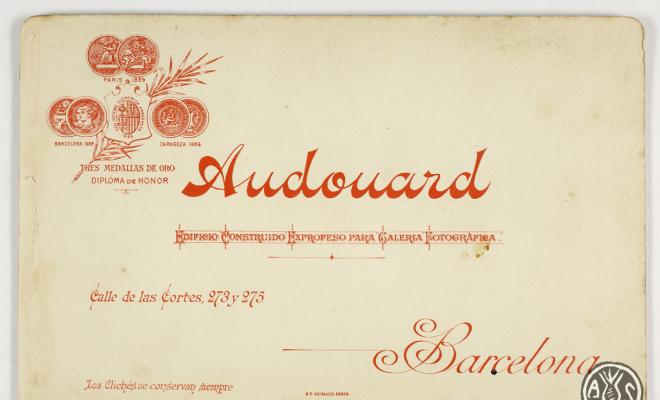 PARIS 1889
BARCELONA 1888
ZARAGOZA 1886
TRES MEDALLAS DE ORO
DIPLOMA DE HONOR
Audouard
EDIFICIO CONSTRUIDO EXPROFESO PARA GALERIA FOTOGRÁFICA
Calle de las Cortes, 273 y 275
Barcelona
Los Clichés se conservan siempre